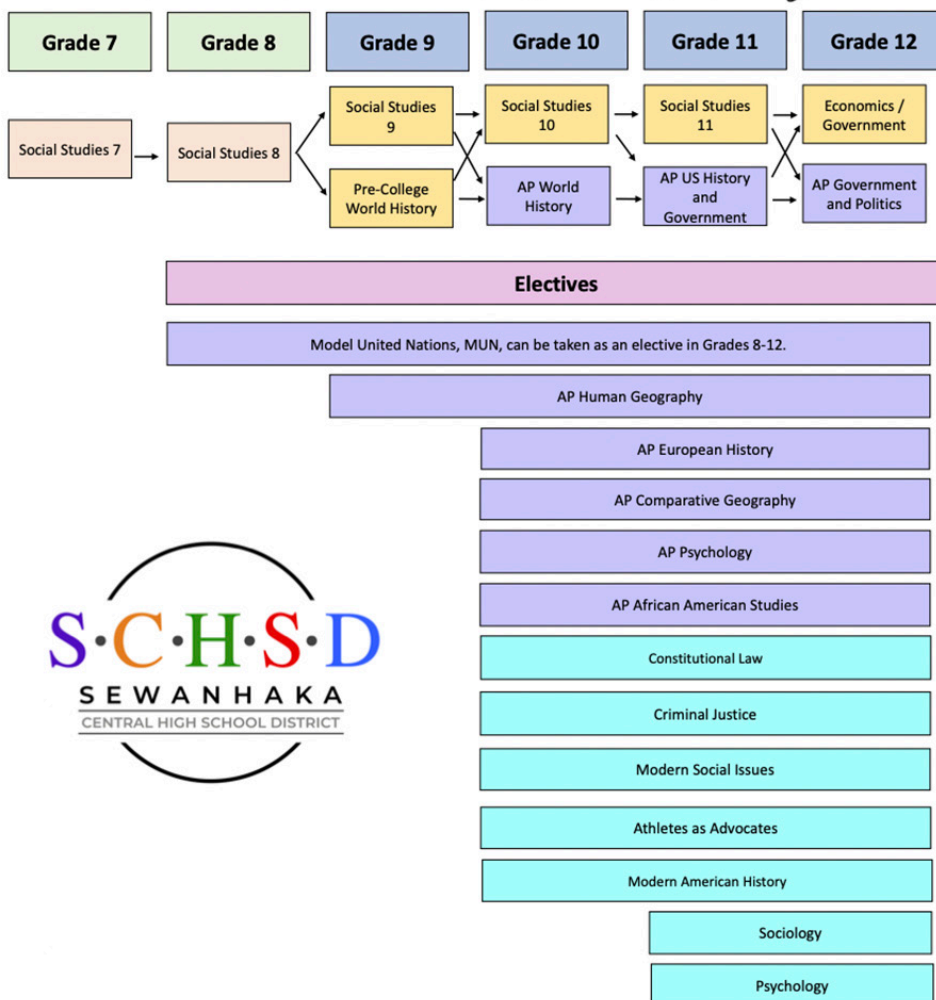 Grade 7
Grade 8
Grade 9
Grade 10
Grade 11
Grade 12
Social Studies 7
Social Studies 8
Social Studies
9
Pre-College
World History
Social Studies
10
AP World
History
Social Studies
11
AP US History
and
Government
Economics /
Government
AP Government
and Politics
Electives
Model United Nations, MUN, can be taken as an elective in Grades 8-12.
AP Human Geography
AP European History
AP Comparative Geography
AP Psychology
AP African American Studies
Constitutional Law
Criminal Justice
Modern Social Issues
Athletes as Advocates
Modern American History
Sociology
Psychology
S·C·H·S·D
SEWANHAKA
CENTRAL HIGH SCHOOL DISTRICT